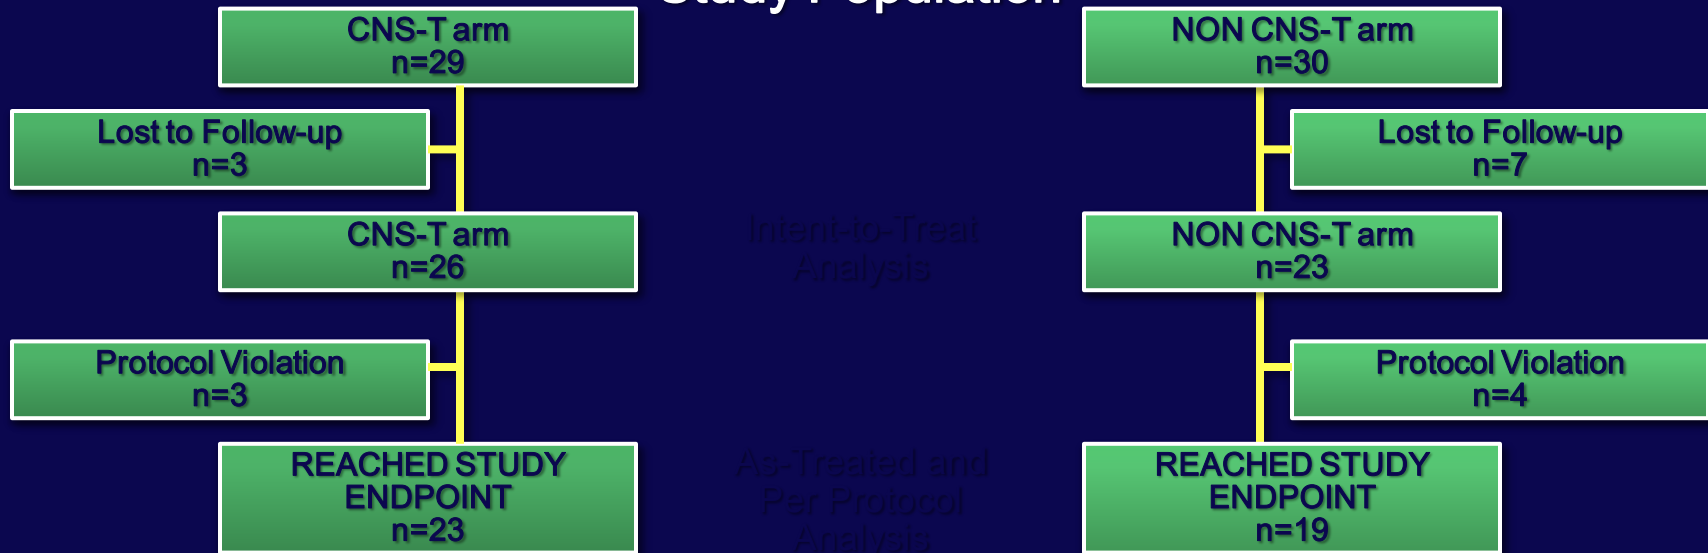 Study Population
CNS-T arm
n=29
NON CNS-T arm
n=30
Lost to Follow-up
n=3
Lost to Follow-up
n=7
CNS-T arm
n=26
Intent-to-Treat
Analysis
NON CNS-T arm
n=23
Protocol Violation
n=3
Protocol Violation
n=4
REACHED STUDY
ENDPOINT
n=23
As-Treated and
Per Protocol
Analysis
REACHED STUDY
ENDPOINT
n=19